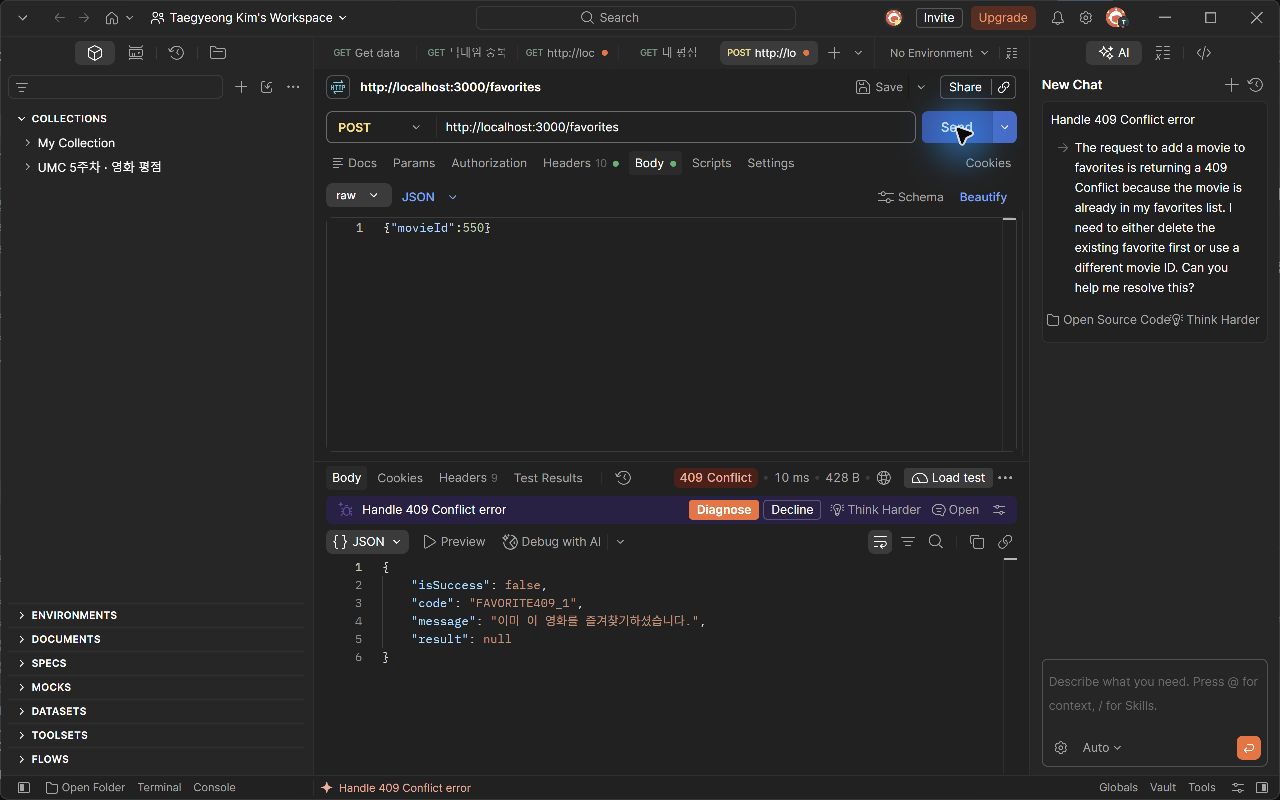 Taegyeong Kim's Workspace
Search
Invite
Upgrade
GET Get data
GET
GET http://loc
GET 내
POST http://lo
No Environment
AI
HTTP
http://localhost:3000/favorites
Save
Share
New Chat
COLLECTIONS
My Collection
UMC 5주차 · 영화 평점
POST
http://localhost:3000/favorites
Send
Docs
Params
Authorization
Headers 10
Body
Scripts
Settings
Cookies
raw
JSON
Schema
Beautify
1 {"movieId":550}
Handle 409 Conflict error
The request to add a movie to
favorites is returning a 409
Conflict because the movie is
already in my favorites list. I
need to either delete the
existing favorite first or use a
different movie ID. Can you
help me resolve this?
Open Source Code
Think Harder
Body
Cookies
Headers 9
Test Results
409 Conflict
10 ms
428 B
Load test
Handle 409 Conflict error
Diagnose
Decline
Think Harder
Open
{} JSON
Preview
Debug with AI
1 {
2 "isSuccess": false,
3 "code": "FAVORITE409_1",
4 "message": "이미 이 영화를 즐겨찾기하셨습니다.",
5 "result": null
6 }
ENVIRONMENTS
DOCUMENTS
SPECS
MOCKS
DATASETS
TOOLSETS
FLOWS
Describe what you need. Press @ for
context, / for Skills.
Auto
Open Folder
Terminal
Console
Handle 409 Conflict error
Globals
Vault
Tools